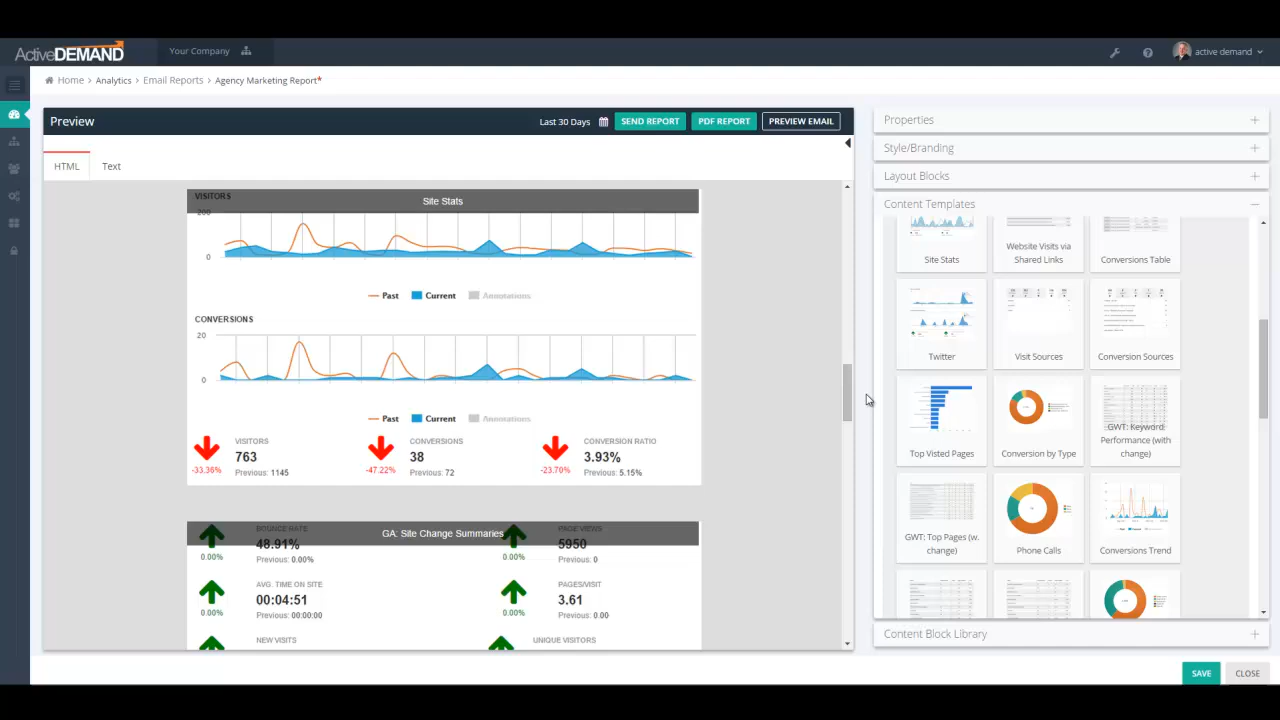 ActiveDEMAND
Your Company
active demand
Home > Analytics > Email Reports > Agency Marketing Report*
Preview
Last 30 Days
SEND REPORT
PDF REPORT
PREVIEW EMAIL
HTML
Text
VISITORS
Site Stats
200
0
Past
Current
Annotations
CONVERSIONS
20
0
Past
Current
Annotations
VISITORS
763
-33.36%
Previous: 1145
CONVERSIONS
38
-47.22%
Previous: 72
CONVERSION RATIO
3.93%
-23.70%
Previous: 5.15%
GA: Site Change Summaries
BOUNCE RATE
48.91%
0.00%
Previous: 0.00%
PAGE VIEWS
5950
0.00%
Previous: 0
AVG. TIME ON SITE
00:04:51
0.00%
Previous: 00:00:00
PAGES/VISIT
3.61
0.00%
Previous: 0.00
NEW VISITS
UNIQUE VISITORS
Properties
Style/Branding
Layout Blocks
Content Templates
Site Stats
Website Visits via
Shared Links
Conversions Table
Twitter
Visit Sources
Conversion Sources
Top Visted Pages
Conversion by Type
GWT: Keyword
Performance (with
change)
GWT: Top Pages (w.
change)
Phone Calls
Conversions Trend
Content Block Library
SAVE
CLOSE